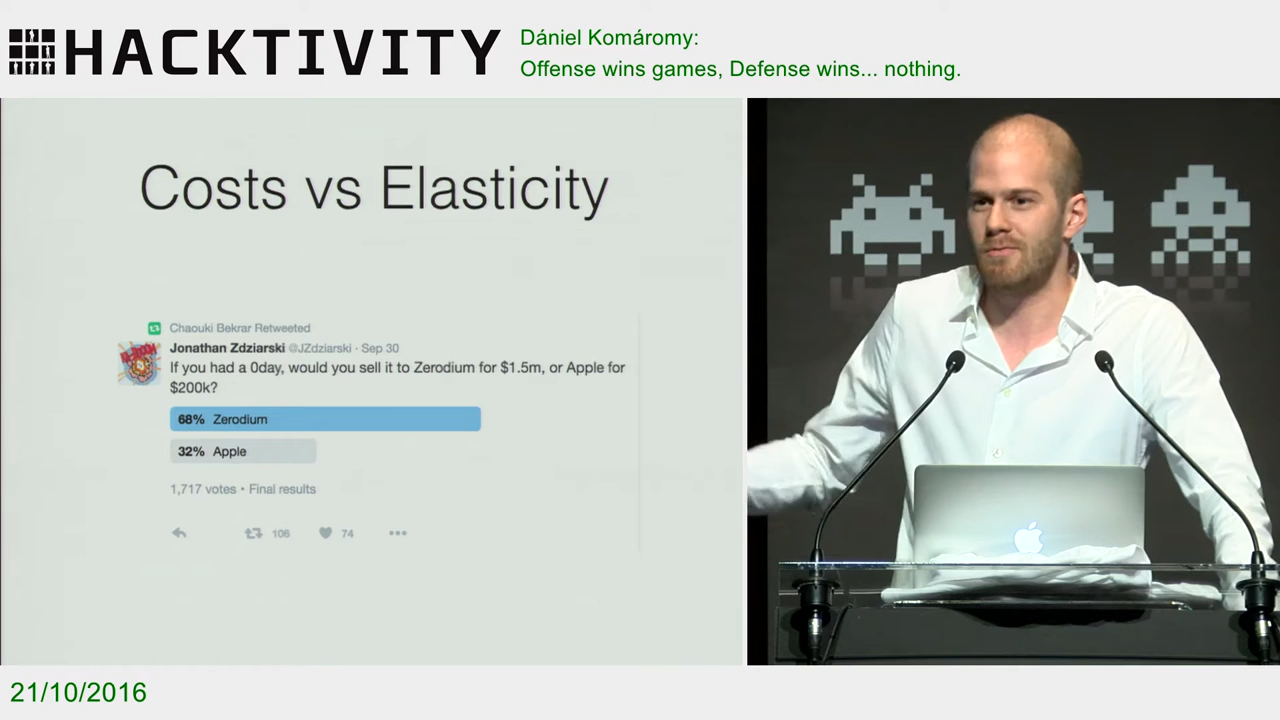 HACKTIVITY
Dániel Komáromy:
Offense wins games, Defense wins... nothing.
Costs vs Elasticity
Chaouki Bekrar Retweeted
Jonathan Zdziarski @JZdziarski · Sep 30
If you had a 0day, would you sell it to Zerodium for $1.5m, or Apple for
$200k?
68% Zerodium
32% Apple
1,717 votes • Final results
106 74
21/10/2016